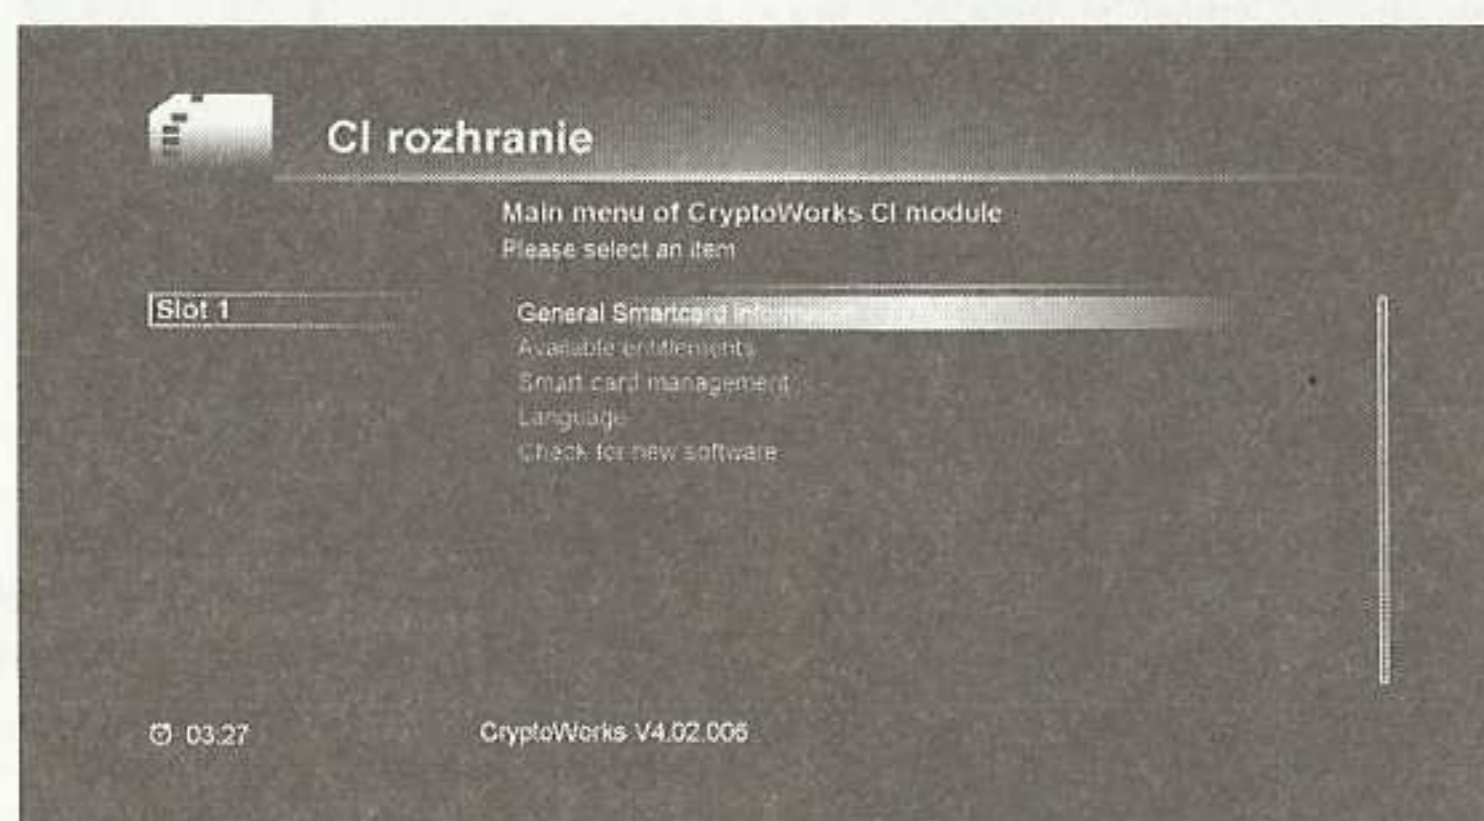 CI rozhranie
Main menu of CryptoWorks CI module
Please select an item
Slot 1
General Smartcard information
Available entitlements
Smart card management
Language
Check for new software
03.27
CryptoWorks V4.02.006